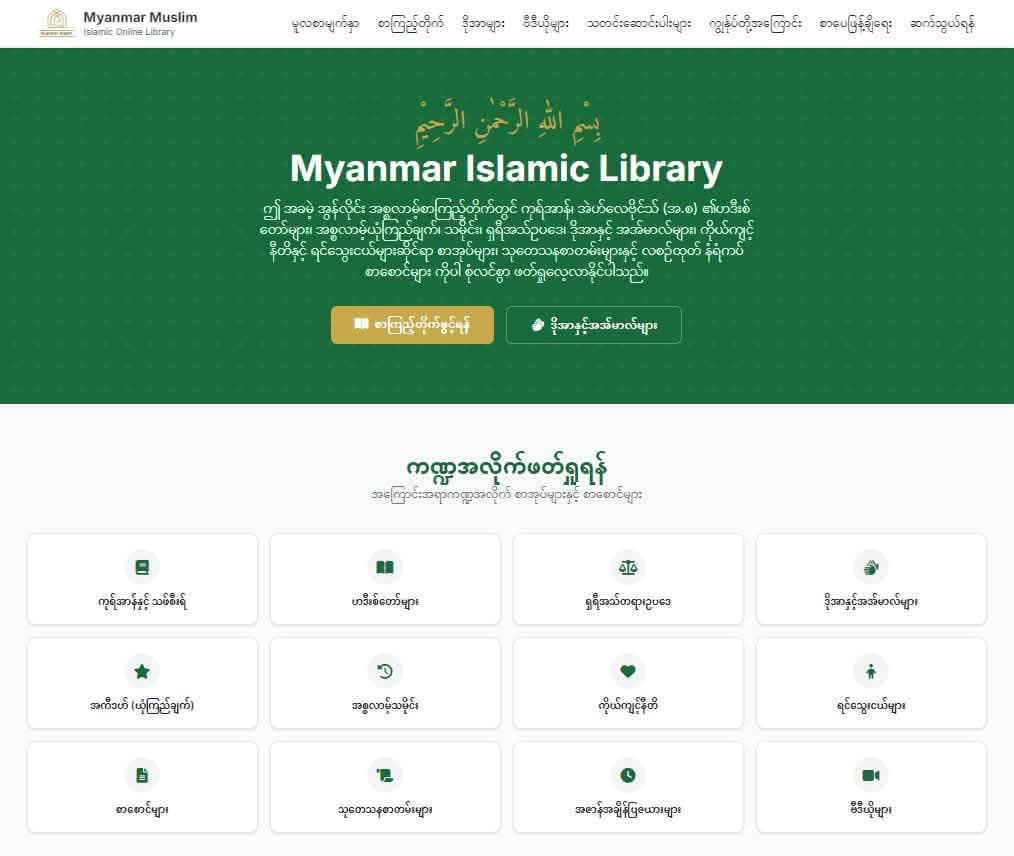 Myanmar Muslim
Islamic Online Library
မူလစာမျက်နှာ စာကြည့်တိုက် ဒိုအာများ ဗီဒီယိုများ သတင်းဆောင်းပါးများ ကျွန်ုပ်တို့အကြောင်း စာပေဖြန့်ချိရေး ဆက်သွယ်ရန်
بِسْمِ اللّٰهِ الرَّحْمٰنِ الرَّحِيْمِ
Myanmar Islamic Library
ဤ အခမဲ့ အွန်လိုင်း အစ္စလာမ့်စာကြည့်တိုက်တွင် ကုရ်အာန်၊ အဲဟ်လေဗိုင်သ် (အ.စ) ၏ဟဒီးစ်
တော်များ၊ အစ္စလာမ့်ယုံကြည်ချက်၊ သမိုင်း၊ ရှရီအသ်ဥပဒေ၊ ဒိုအာနှင့် အအ်မာလ်များ၊ ကိုယ်ကျင့်
နီတိနှင့် ရင်သွေးငယ်များဆိုင်ရာ စာအုပ်များ၊ သုတေသနစာတမ်းများနှင့် လစဉ်ထုတ် နံရံကပ်
စာစောင်များ ကိုပါ စုံလင်စွာ ဖတ်ရှုလေ့လာနိုင်ပါသည်။
စာကြည့်တိုက်ဖွင့်ရန် ဒိုအာနှင့်အအ်မာလ်များ
ကဏ္ဍအလိုက်ဖတ်ရှုရန်
အကြောင်းအရာကဏ္ဍအလိုက် စာအုပ်များနှင့် စာစောင်များ
ကုရ်အာန်နှင့် သဖ်စီးရ် ဟဒီးစ်တော်များ ရှရီအသ်တရားဥပဒေ ဒိုအာနှင့်အအ်မာလ်များ
အကီဒဟ် (ယုံကြည်ချက်) အစ္စလာမ့်သမိုင်း ကိုယ်ကျင့်နီတိ ရင်သွေးငယ်များ
စာစောင်များ သုတေသနစာတမ်းများ အဇာန်အချိန်ပြဇယားများ ဗီဒီယိုများ